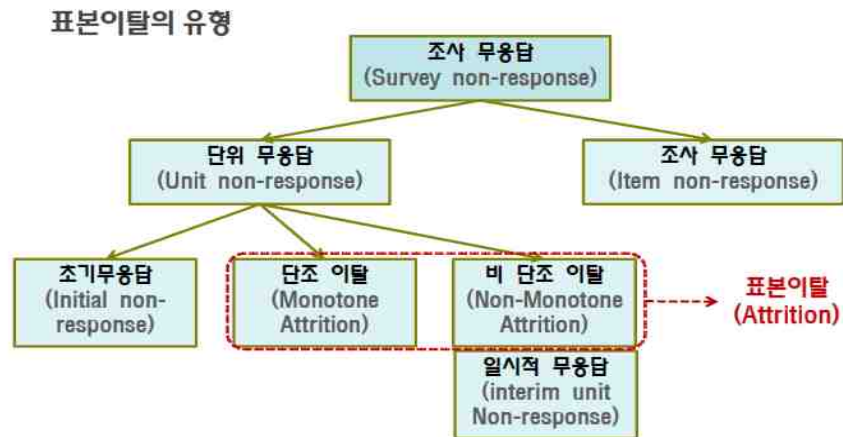 표본이탈의 유형
조사 무응답
(Survey non-response)
단위 무응답
(Unit non-response)
조사 무응답
(Item non-response)
초기무응답
(Initial non-
response)
단조 이탈
(Monotone
Attrition)
비 단조 이탈
(Non-Monotone
Attrition)
표본이탈
(Attrition)
일시적 무응답
(interim unit
Non-response)